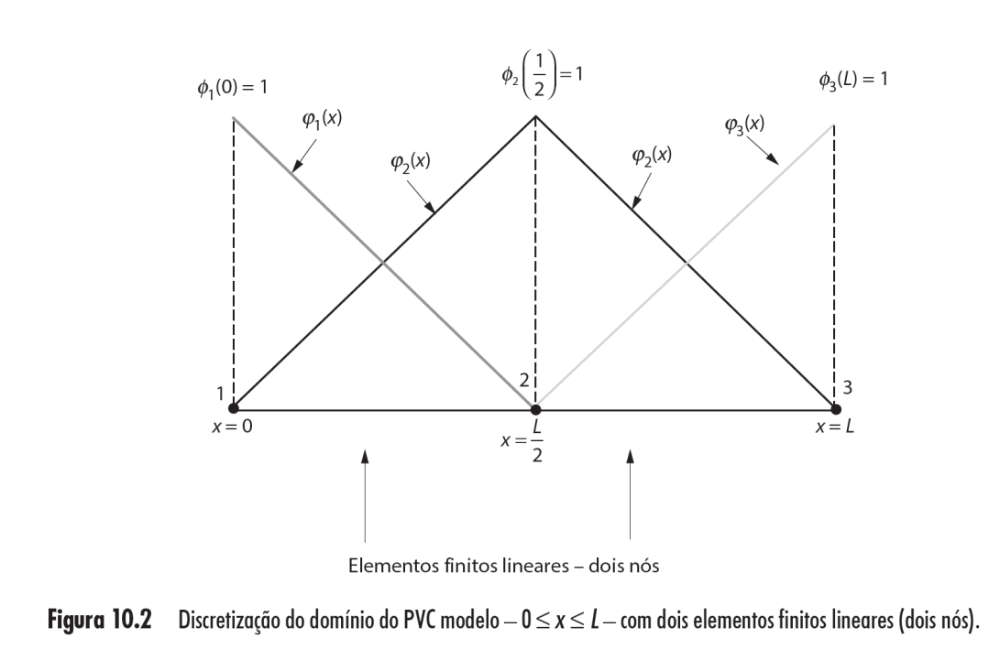 ϕ₁(0) = 1
ϕ₂(1/2) = 1
ϕ₃(L) = 1
φ₁(x)
φ₂(x)
φ₂(x)
φ₃(x)
1
2
3
x = 0
x = L/2
x = L
Elementos finitos lineares – dois nós
Figura 10.2 Discretização do domínio do PVC modelo – 0 ≤ x ≤ L – com dois elementos finitos lineares (dois nós).